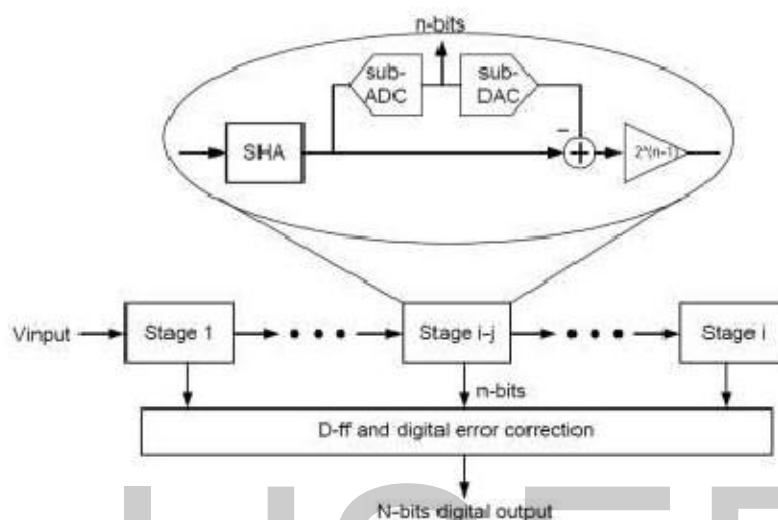 n-bits
sub-
ADC
sub-
DAC
SHA
−
+
2^(n-1)
Vinput
Stage 1
Stage i-j
Stage i
n-bits
D-ff and digital error correction
N-bits digital output